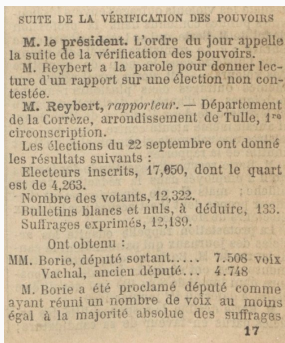 SUITE DE LA VÉRIFICATION DES POUVOIRS
M. le président. L'ordre du jour appelle
la suite de la vérification des pouvoirs.
M. Reybert a la parole pour donner lec-
ture d'un rapport sur une élection non con-
testée.
M. Reybert, rapporteur. — Département
de la Corrèze, arrondissement de Tulle, 1re
circonscription.
Les élections du 22 septembre ont donné
les résultats suivants :
Electeurs inscrits, 17,050, dont le quart
est de 4,263.
Nombre des votants, 12,322.
Bulletins blancs et nuls, à déduire, 133.
Suffrages exprimés, 12,189.
Ont obtenu :
MM. Borie, député sortant..... 7.508 voix
Vachal, ancien député... 4.748
M. Borie a été proclamé député comme
ayant réuni un nombre de voix au moins
égal à la majorité absolue des suffrages
17